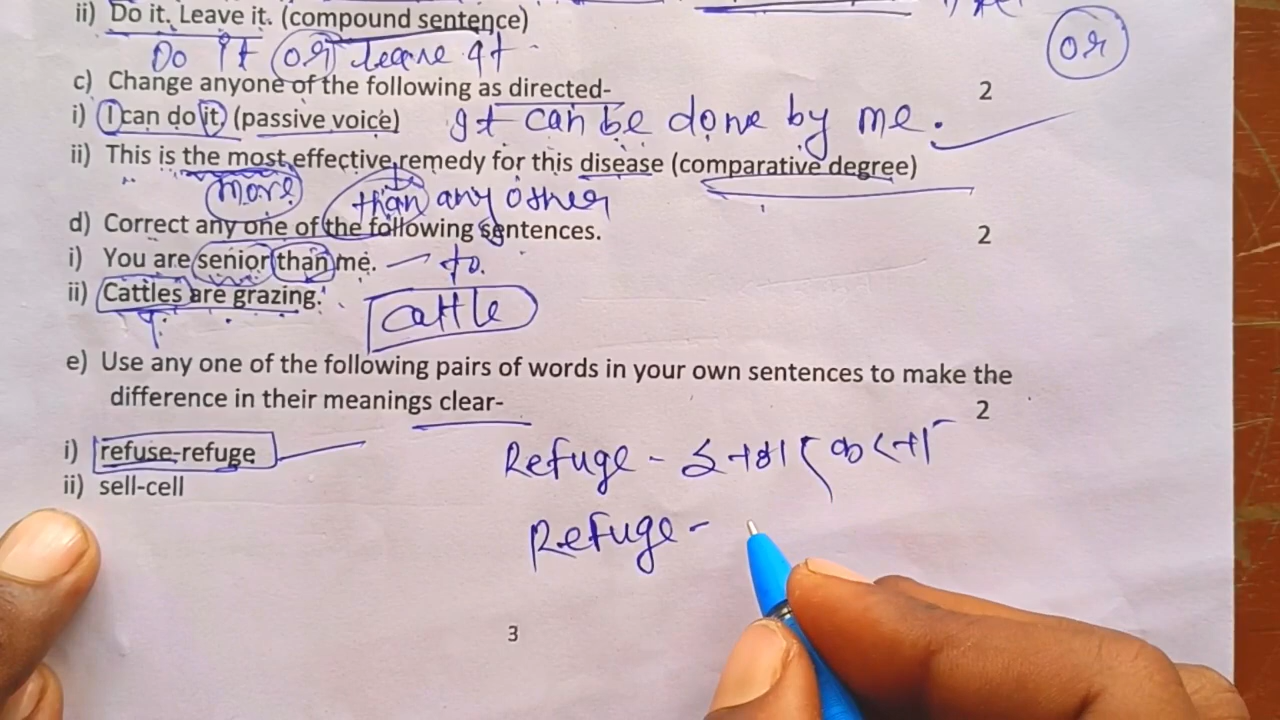 ii) Do it. Leave it. (compound sentence)
Do It or leave It
or
c) Change anyone of the following as directed- 2
i) I can do it (passive voice) It can be done by me.
ii) This is the most effective remedy for this disease (comparative degree)
more than any other
d) Correct any one of the following sentences. 2
i) You are senior than me. — to.
ii) Cattles are grazing. Cattle
e) Use any one of the following pairs of words in your own sentences to make the
difference in their meanings clear- 2
i) refuse-refuge
Refuge - इन्कार करना
ii) sell-cell
Refuge -
3